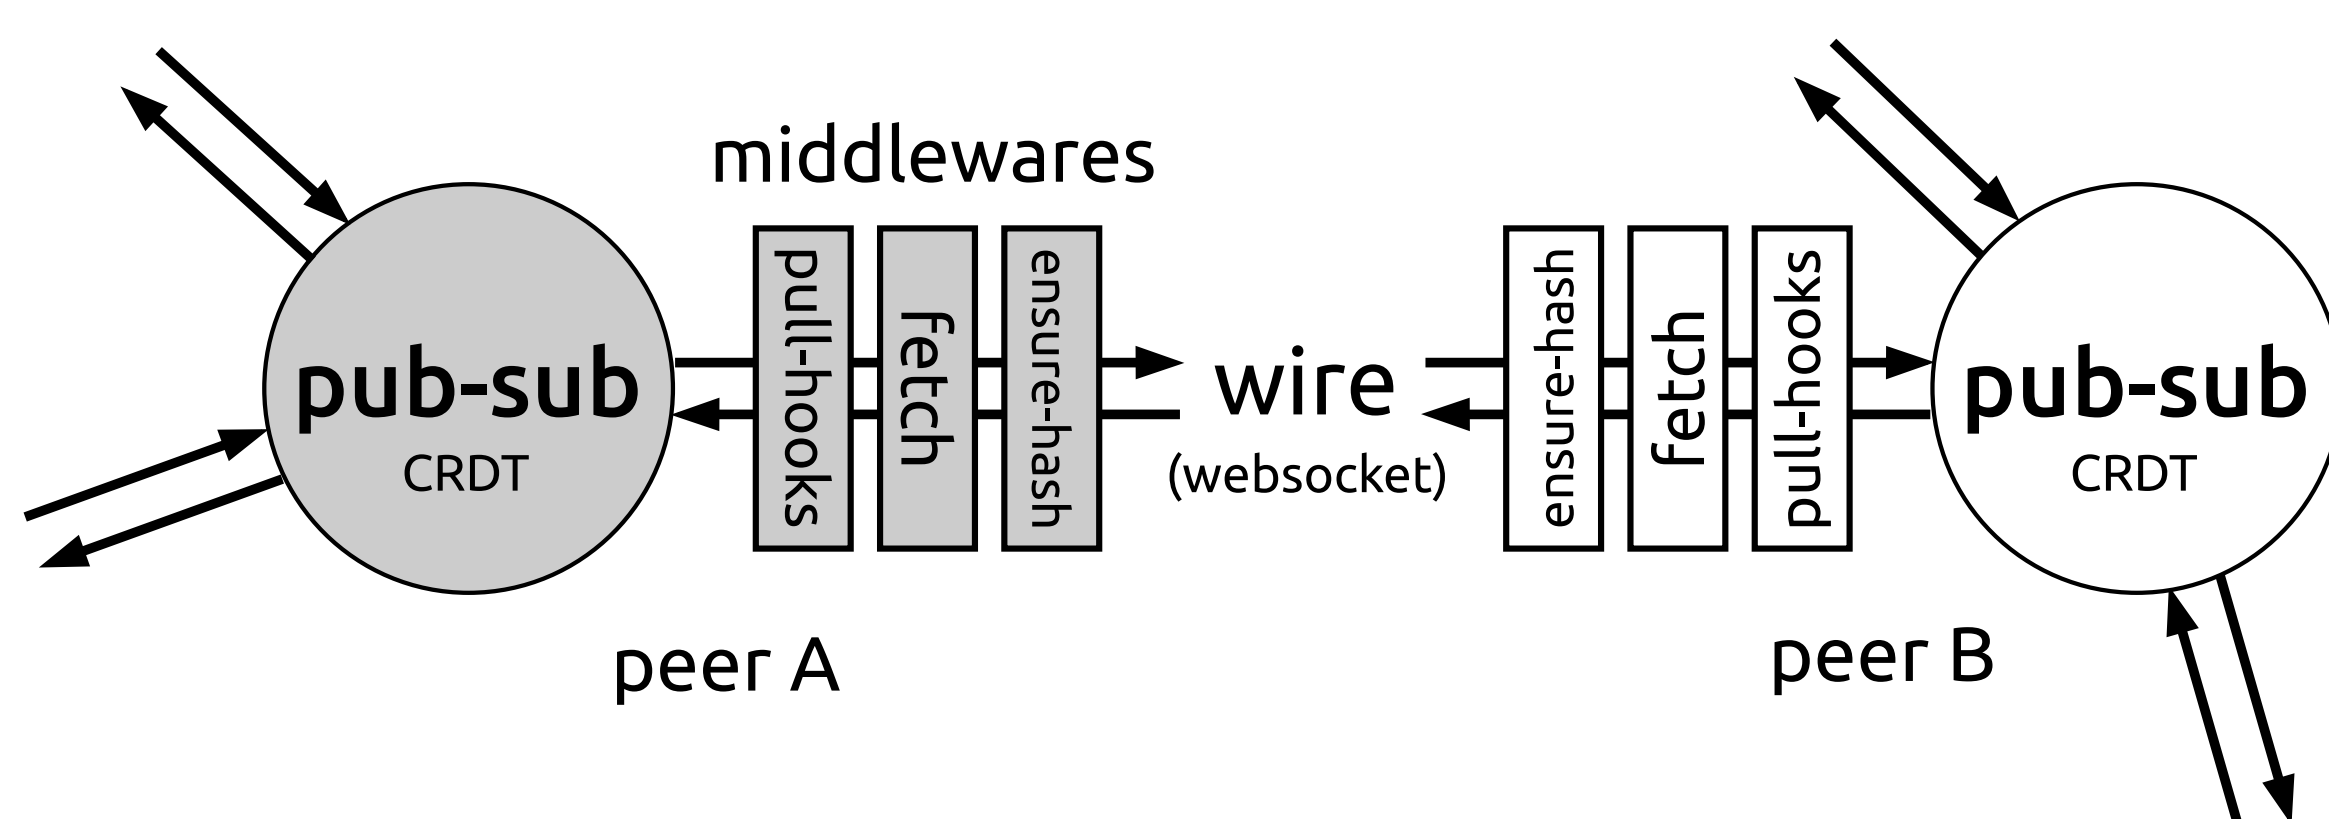 middlewares
pub-sub
CRDT
pull-hooks
fetch
ensure-hash
wire
(websocket)
ensure-hash
fetch
pull-hooks
pub-sub
CRDT
peer A
peer B